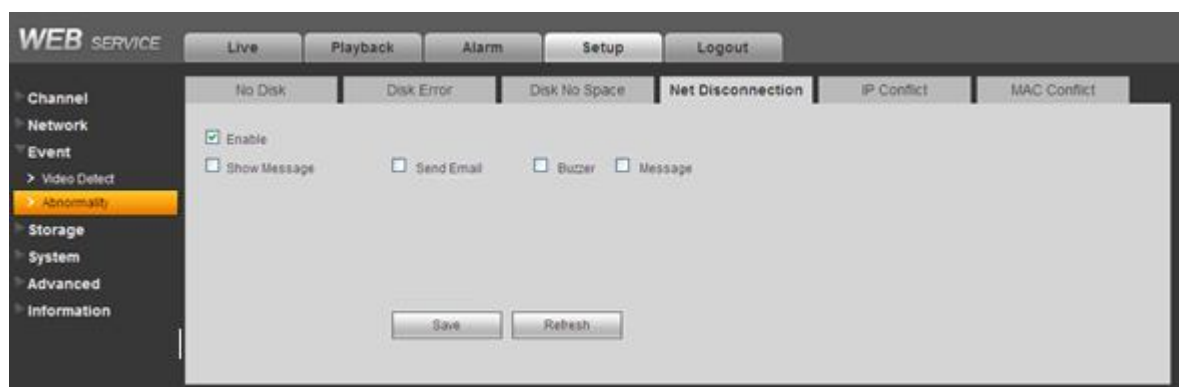 WEB SERVICE
Live Playback Alarm Setup Logout
No Disk Disk Error Disk No Space Net Disconnection IP Conflict MAC Conflict
Channel
Network
Event
> Video Detect
> Abnormality
Storage
System
Advanced
Information
Enable
Show Message Send Email Buzzer Message
Save Refresh